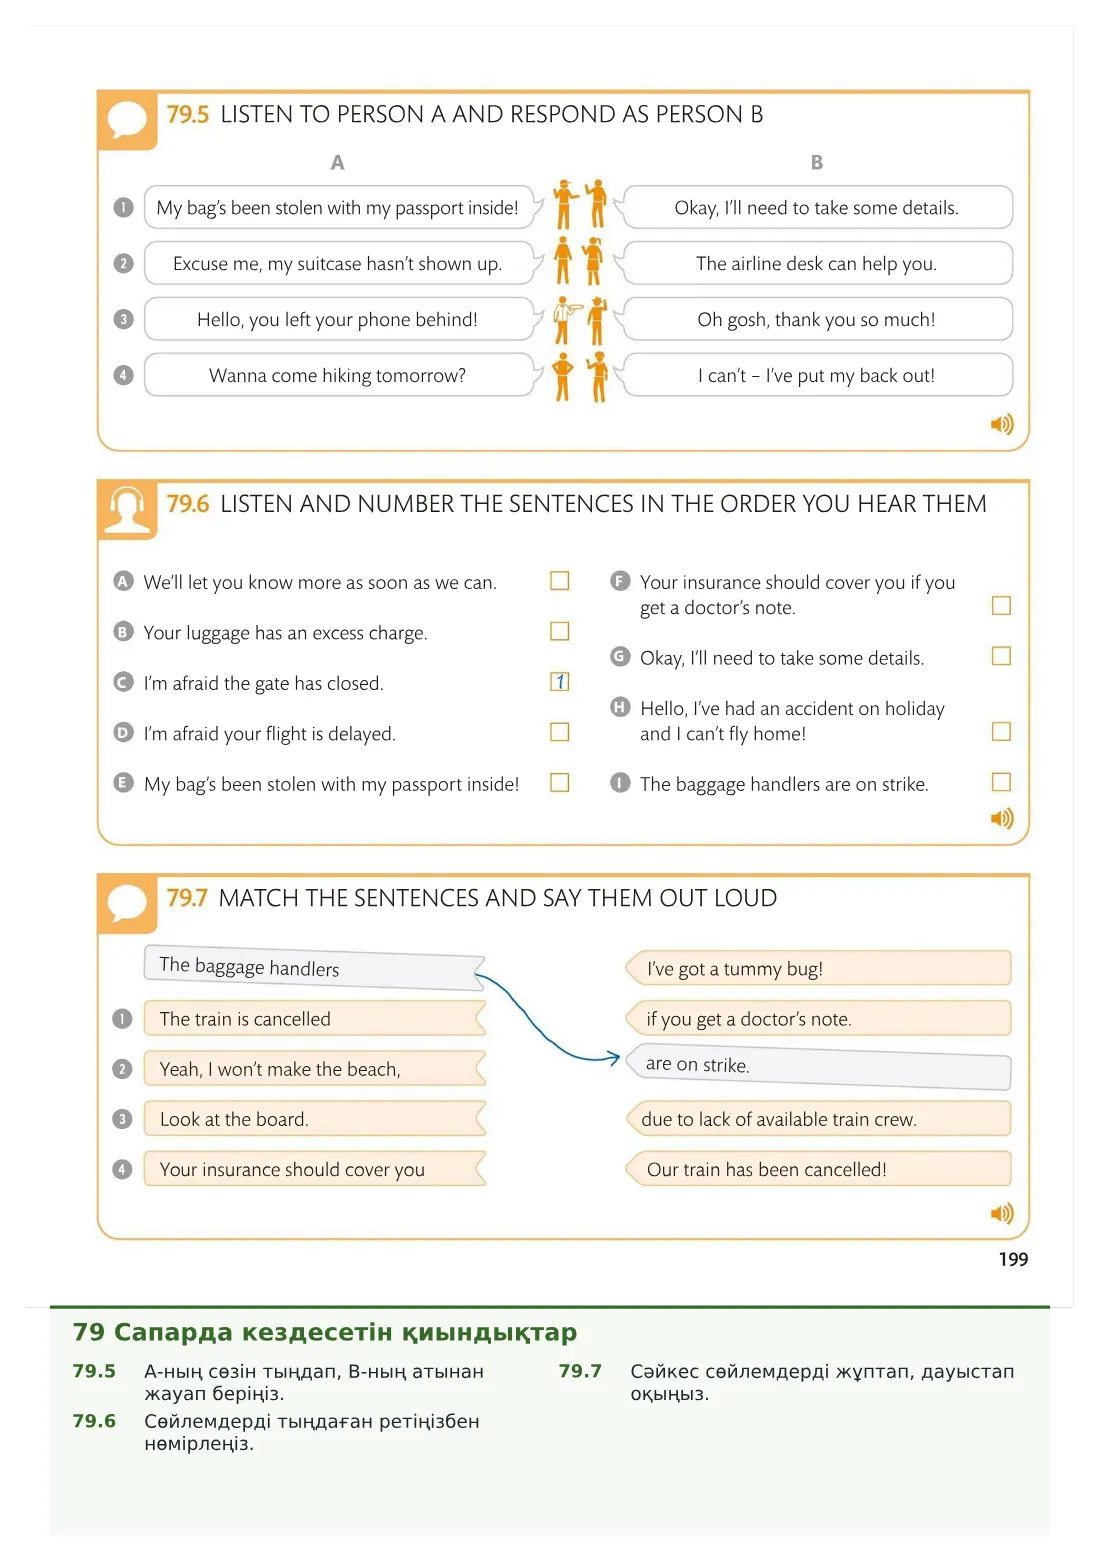 79.5 LISTEN TO PERSON A AND RESPOND AS PERSON B
A
B
1 My bag’s been stolen with my passport inside!
Okay, I’ll need to take some details.
2 Excuse me, my suitcase hasn’t shown up.
The airline desk can help you.
3 Hello, you left your phone behind!
Oh gosh, thank you so much!
4 Wanna come hiking tomorrow?
I can’t – I’ve put my back out!
79.6 LISTEN AND NUMBER THE SENTENCES IN THE ORDER YOU HEAR THEM
A We’ll let you know more as soon as we can.
B Your luggage has an excess charge.
C I’m afraid the gate has closed. 1
D I’m afraid your flight is delayed.
E My bag’s been stolen with my passport inside!
F Your insurance should cover you if you
get a doctor’s note.
G Okay, I’ll need to take some details.
H Hello, I’ve had an accident on holiday
and I can’t fly home!
I The baggage handlers are on strike.
79.7 MATCH THE SENTENCES AND SAY THEM OUT LOUD
The baggage handlers
I’ve got a tummy bug!
1 The train is cancelled
if you get a doctor’s note.
2 Yeah, I won’t make the beach,
are on strike.
3 Look at the board.
due to lack of available train crew.
4 Your insurance should cover you
Our train has been cancelled!
199
79 Сапарда кездесетін қиындықтар
79.5 А-ның сөзін тыңдап, В-ның атынан
жауап беріңіз.
79.6 Сөйлемдерді тыңдаған ретіңізбен
нөмірлеңіз.
79.7 Сәйкес сөйлемдерді жұптап, дауыстап
оқыңыз.